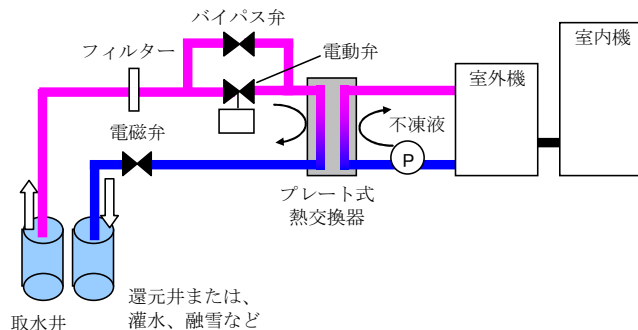 バイパス弁
フィルター
電動弁
室内機
室外機
電磁弁
不凍液
P
プレート式
熱交換器
取水井
還元井または、
灌水、融雪など